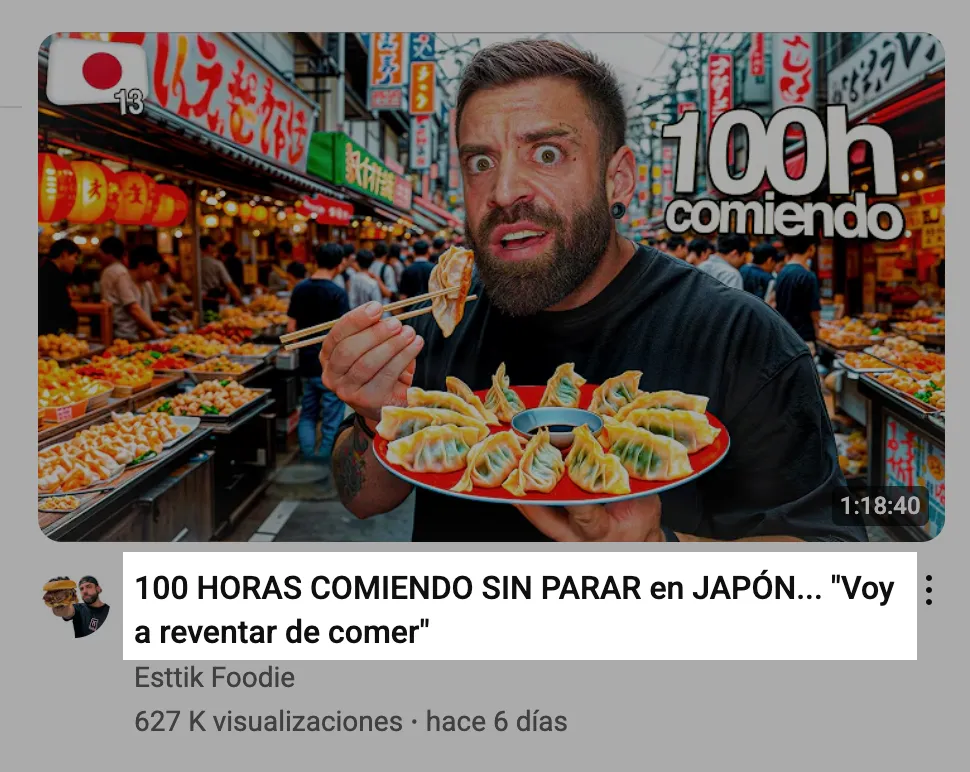 13
100h
comiendo
1:18:40
100 HORAS COMIENDO SIN PARAR en JAPÓN... "Voy
a reventar de comer"
Esttik Foodie
627 K visualizaciones · hace 6 días